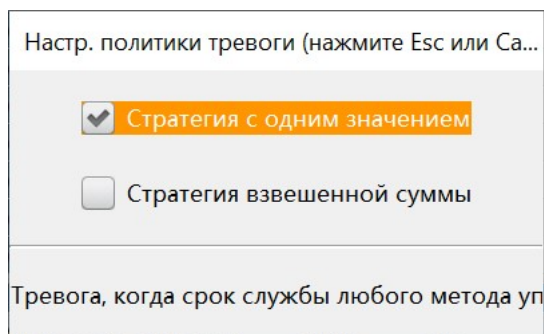 Настр. политики тревоги (нажмите Esc или Ca...
Стратегия с одним значением
Стратегия взвешенной суммы
Тревога, когда срок службы любого метода уп